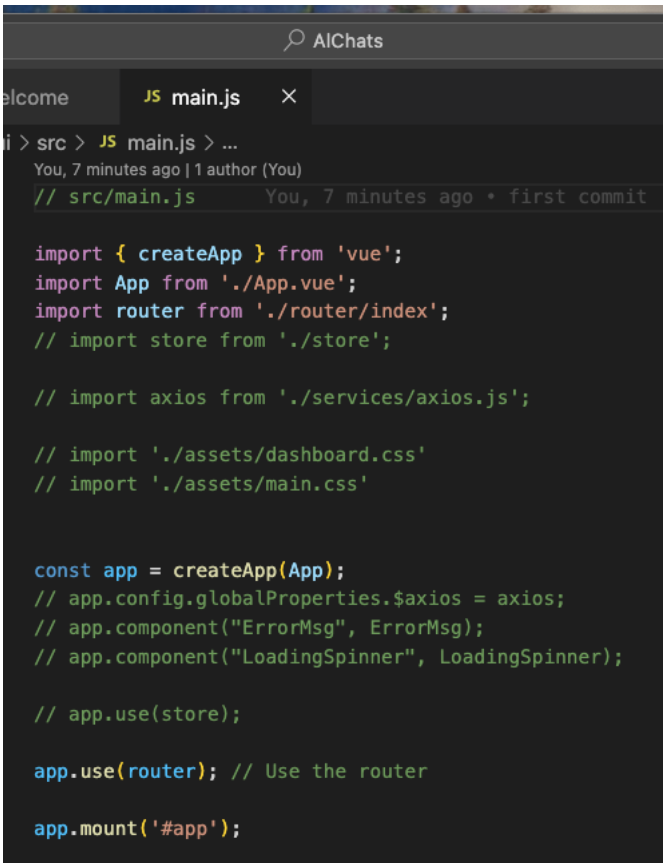 AIChats
elcome JS main.js ×
i > src > JS main.js > ...
You, 7 minutes ago | 1 author (You)
// src/main.js You, 7 minutes ago • first commit
import { createApp } from 'vue';
import App from './App.vue';
import router from './router/index';
// import store from './store';
// import axios from './services/axios.js';
// import './assets/dashboard.css'
// import './assets/main.css'
const app = createApp(App);
// app.config.globalProperties.$axios = axios;
// app.component("ErrorMsg", ErrorMsg);
// app.component("LoadingSpinner", LoadingSpinner);
// app.use(store);
app.use(router); // Use the router
app.mount('#app');